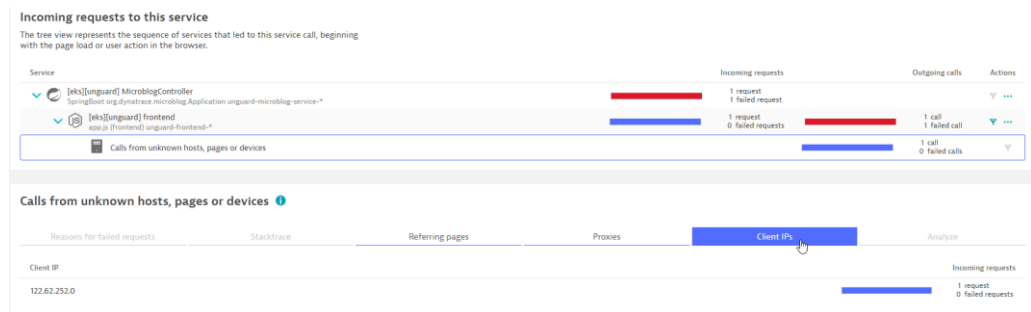 Incoming requests to this service
The tree view represents the sequence of services that led to this service call, beginning
with the page load or user action in the browser.
Service Incoming requests Outgoing calls Actions
[eks][unguard] MicroblogController 1 request
SpringBoot org.dynatrace.microblog.Application unguard-microblog-service-* 1 failed request
JS [eks][unguard] frontend 1 request 1 call
app.js (frontend) unguard-frontend-* 0 failed requests 1 failed call
Calls from unknown hosts, pages or devices 1 call
0 failed calls
Calls from unknown hosts, pages or devices i
Reasons for failed requests Stacktrace Referring pages Proxies Client IPs Analyze
Client IP Incoming requests
122.62.252.0 1 request
0 failed requests